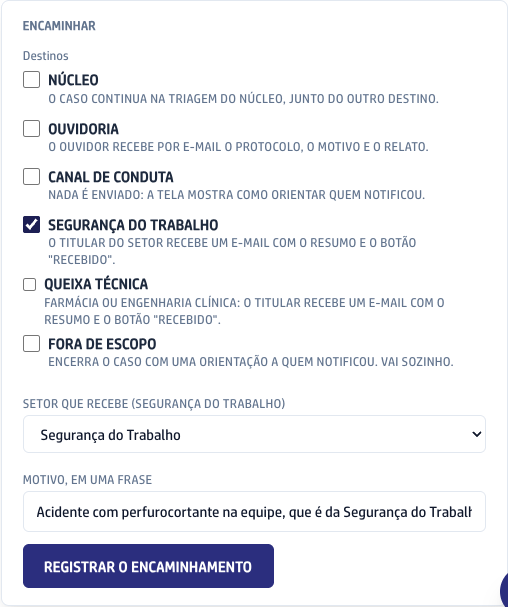 ENCAMINHAR
Destinos
NÚCLEO
O CASO CONTINUA NA TRIAGEM DO NÚCLEO, JUNTO DO OUTRO DESTINO.
OUVIDORIA
O OUVIDOR RECEBE POR E-MAIL O PROTOCOLO, O MOTIVO E O RELATO.
CANAL DE CONDUTA
NADA É ENVIADO: A TELA MOSTRA COMO ORIENTAR QUEM NOTIFICOU.
SEGURANÇA DO TRABALHO
O TITULAR DO SETOR RECEBE UM E-MAIL COM O RESUMO E O BOTÃO
"RECEBIDO".
QUEIXA TÉCNICA
FARMÁCIA OU ENGENHARIA CLÍNICA: O TITULAR RECEBE UM E-MAIL COM O
RESUMO E O BOTÃO "RECEBIDO".
FORA DE ESCOPO
ENCERRA O CASO COM UMA ORIENTAÇÃO A QUEM NOTIFICOU. VAI SOZINHO.
SETOR QUE RECEBE (SEGURANÇA DO TRABALHO)
Segurança do Trabalho
MOTIVO, EM UMA FRASE
Acidente com perfurocortante na equipe, que é da Segurança do Trabalh
REGISTRAR O ENCAMINHAMENTO